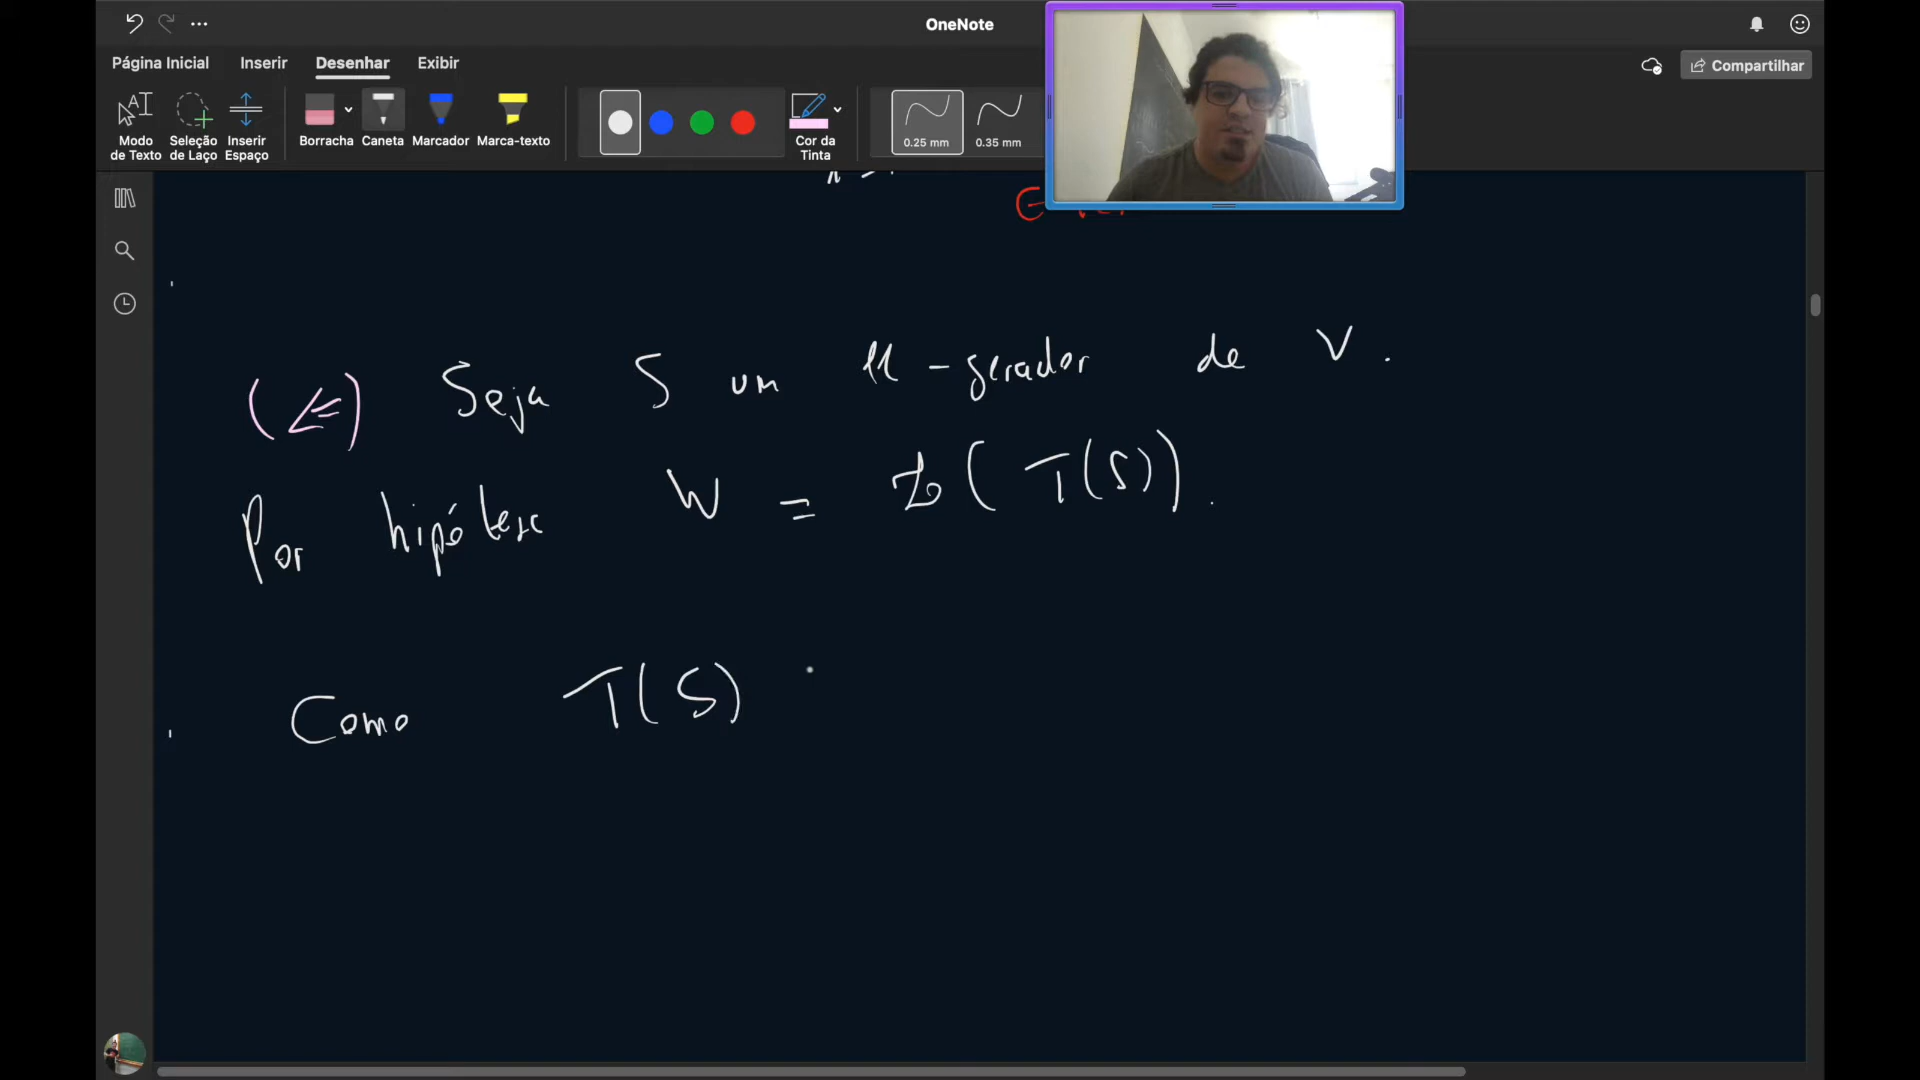 OneNote
Página Inicial Inserir Desenhar Exibir
Compartilhar
Modo de Texto
Seleção de Laço
Inserir Espaço
Borracha
Caneta
Marcador
Marca-texto
Cor da Tinta
0.25 mm
0.35 mm
(⇐) Seja S um -gerador de V.
Por hipótese W = ( T(S) ).
Como T(S)